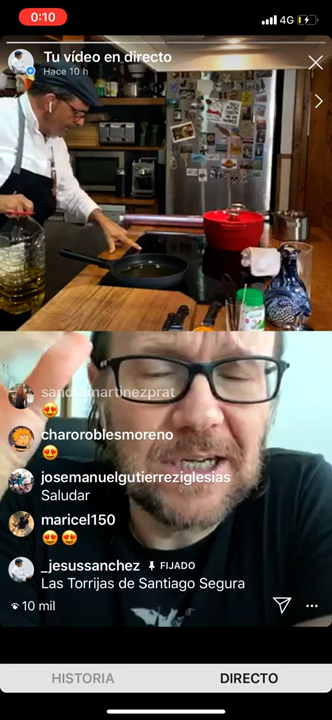 0:10
4G
Tu vídeo en directo
Hace 10 h
sandramartinezprat
😍
charoroblesmoreno
😍
josemanuelgutierreziglesias
Saludar
maricel150
😍😍
_jesussanchez FIJADO
Las Torrijas de Santiago Segura
10 mil
HISTORIA
DIRECTO